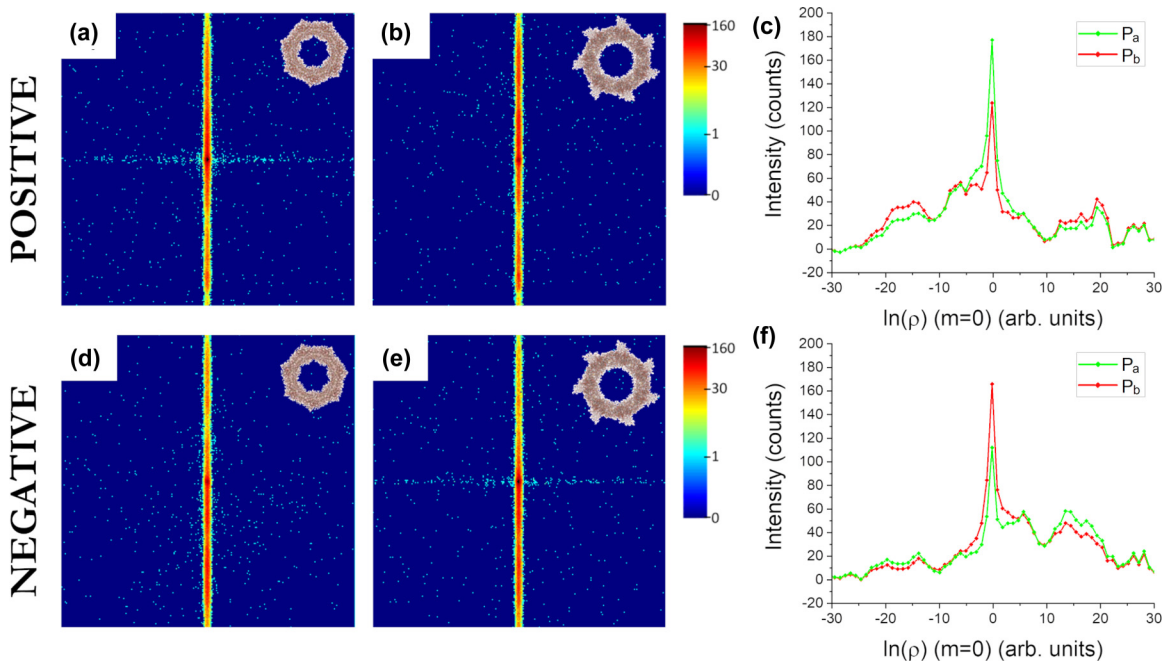 POSITIVE
(a)
(b)
160
30
1
0
(c)
200
180
160
140
120
100
80
60
40
20
0
-20
Intensity (counts)
Pa
Pb
-30 -20 -10 0 10 20 30
ln(ρ) (m=0) (arb. units)
NEGATIVE
(d)
(e)
160
30
1
0
(f)
200
180
160
140
120
100
80
60
40
20
0
-20
Intensity (counts)
Pa
Pb
-30 -20 -10 0 10 20 30
ln(ρ) (m=0) (arb. units)